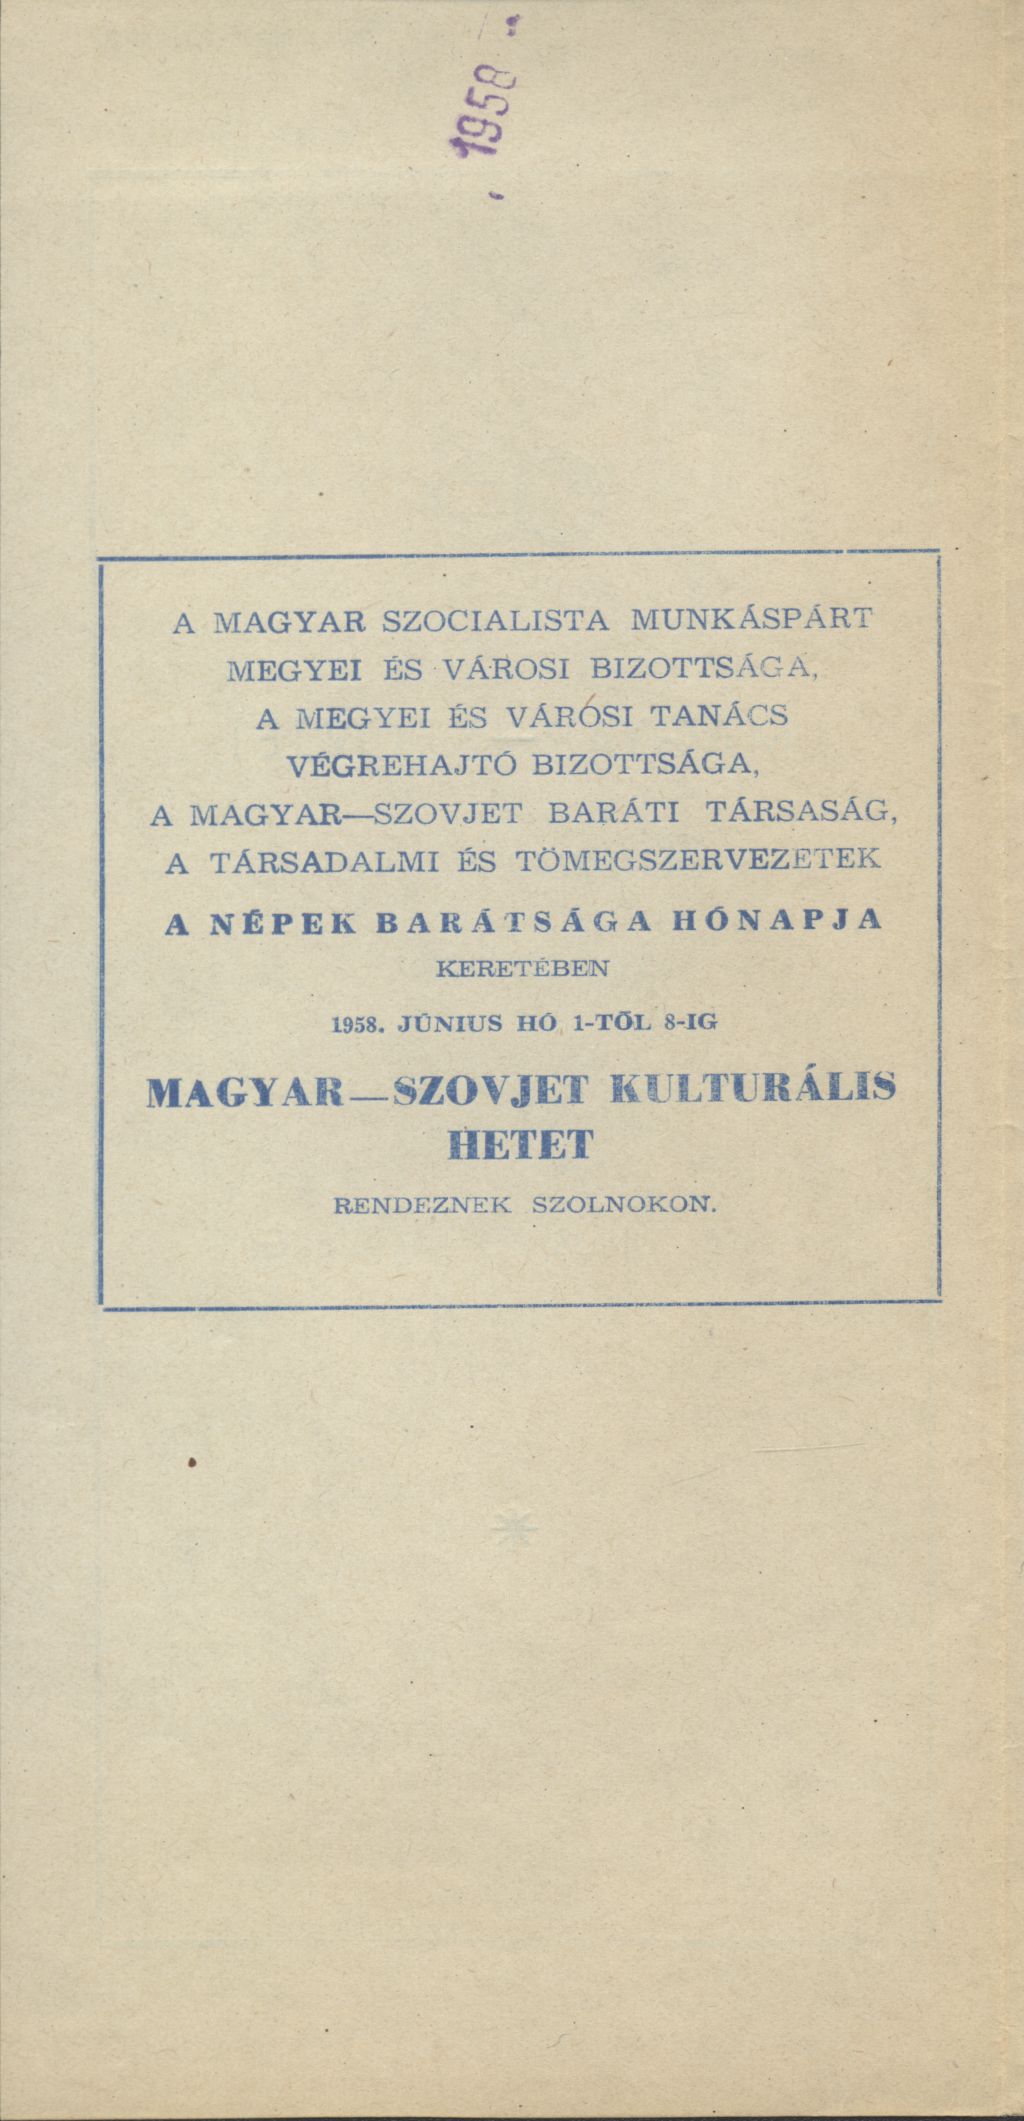 1958
A MAGYAR SZOCIALISTA MUNKÁSPÁRT
MEGYEI ÉS VÁROSI BIZOTTSÁGA,
A MEGYEI ÉS VÁROSI TANÁCS
VÉGREHAJTÓ BIZOTTSÁGA,
A MAGYAR—SZOVJET BARÁTI TÁRSASÁG,
A TÁRSADALMI ÉS TÖMEGSZERVEZETEK
A NÉPEK BARÁTSÁGA HÓNAPJA
KERETÉBEN
1958. JÚNIUS HÓ 1-TŐL 8-IG
MAGYAR—SZOVJET KULTURÁLIS
HETET
RENDEZNEK SZOLNOKON.